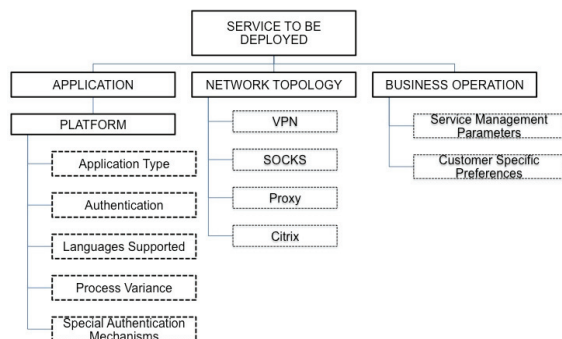 SERVICE TO BE
DEPLOYED
APPLICATION
NETWORK TOPOLOGY
BUSINESS OPERATION
PLATFORM
Application Type
Authentication
Languages Supported
Process Variance
Special Authentication
Mechanisms
VPN
SOCKS
Proxy
Citrix
Service Management
Parameters
Customer Specific
Preferences